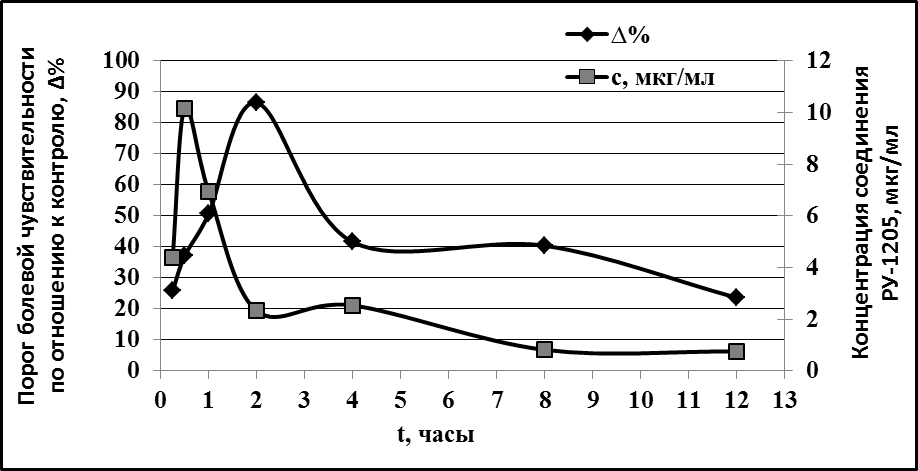 Δ%
с, мкг/мл
Порог болевой чувствительности
по отношению к контролю, Δ%
100
90
80
70
60
50
40
30
20
10
0
12
10
8
6
4
2
0
Концентрация соединения
РУ-1205, мкг/мл
0 1 2 3 4 5 6 7 8 9 10 11 12 13
t, часы